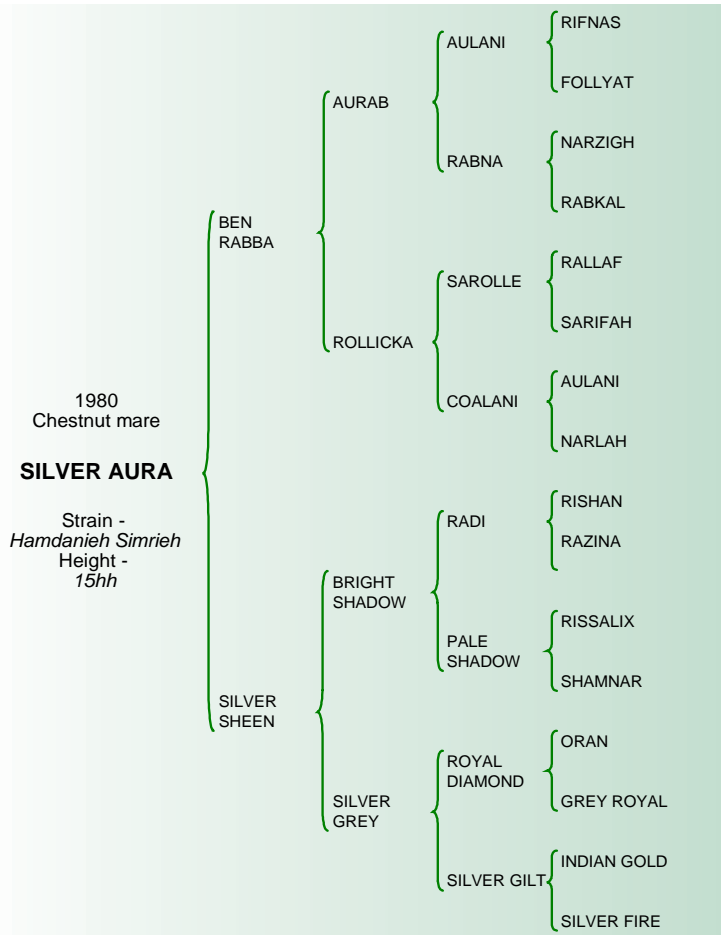 1980
Chestnut mare
SILVER AURA
Strain -
Hamdanieh Simrieh
Height -
15hh
BEN
RABBA
SILVER
SHEEN
AURAB
ROLLICKA
BRIGHT
SHADOW
SILVER
GREY
AULANI
RABNA
SAROLLE
COALANI
RADI
PALE
SHADOW
ROYAL
DIAMOND
SILVER GILT
RIFNAS
FOLLYAT
NARZIGH
RABKAL
RALLAF
SARIFAH
AULANI
NARLAH
RISHAN
RAZINA
RISSALIX
SHAMNAR
ORAN
GREY ROYAL
INDIAN GOLD
SILVER FIRE